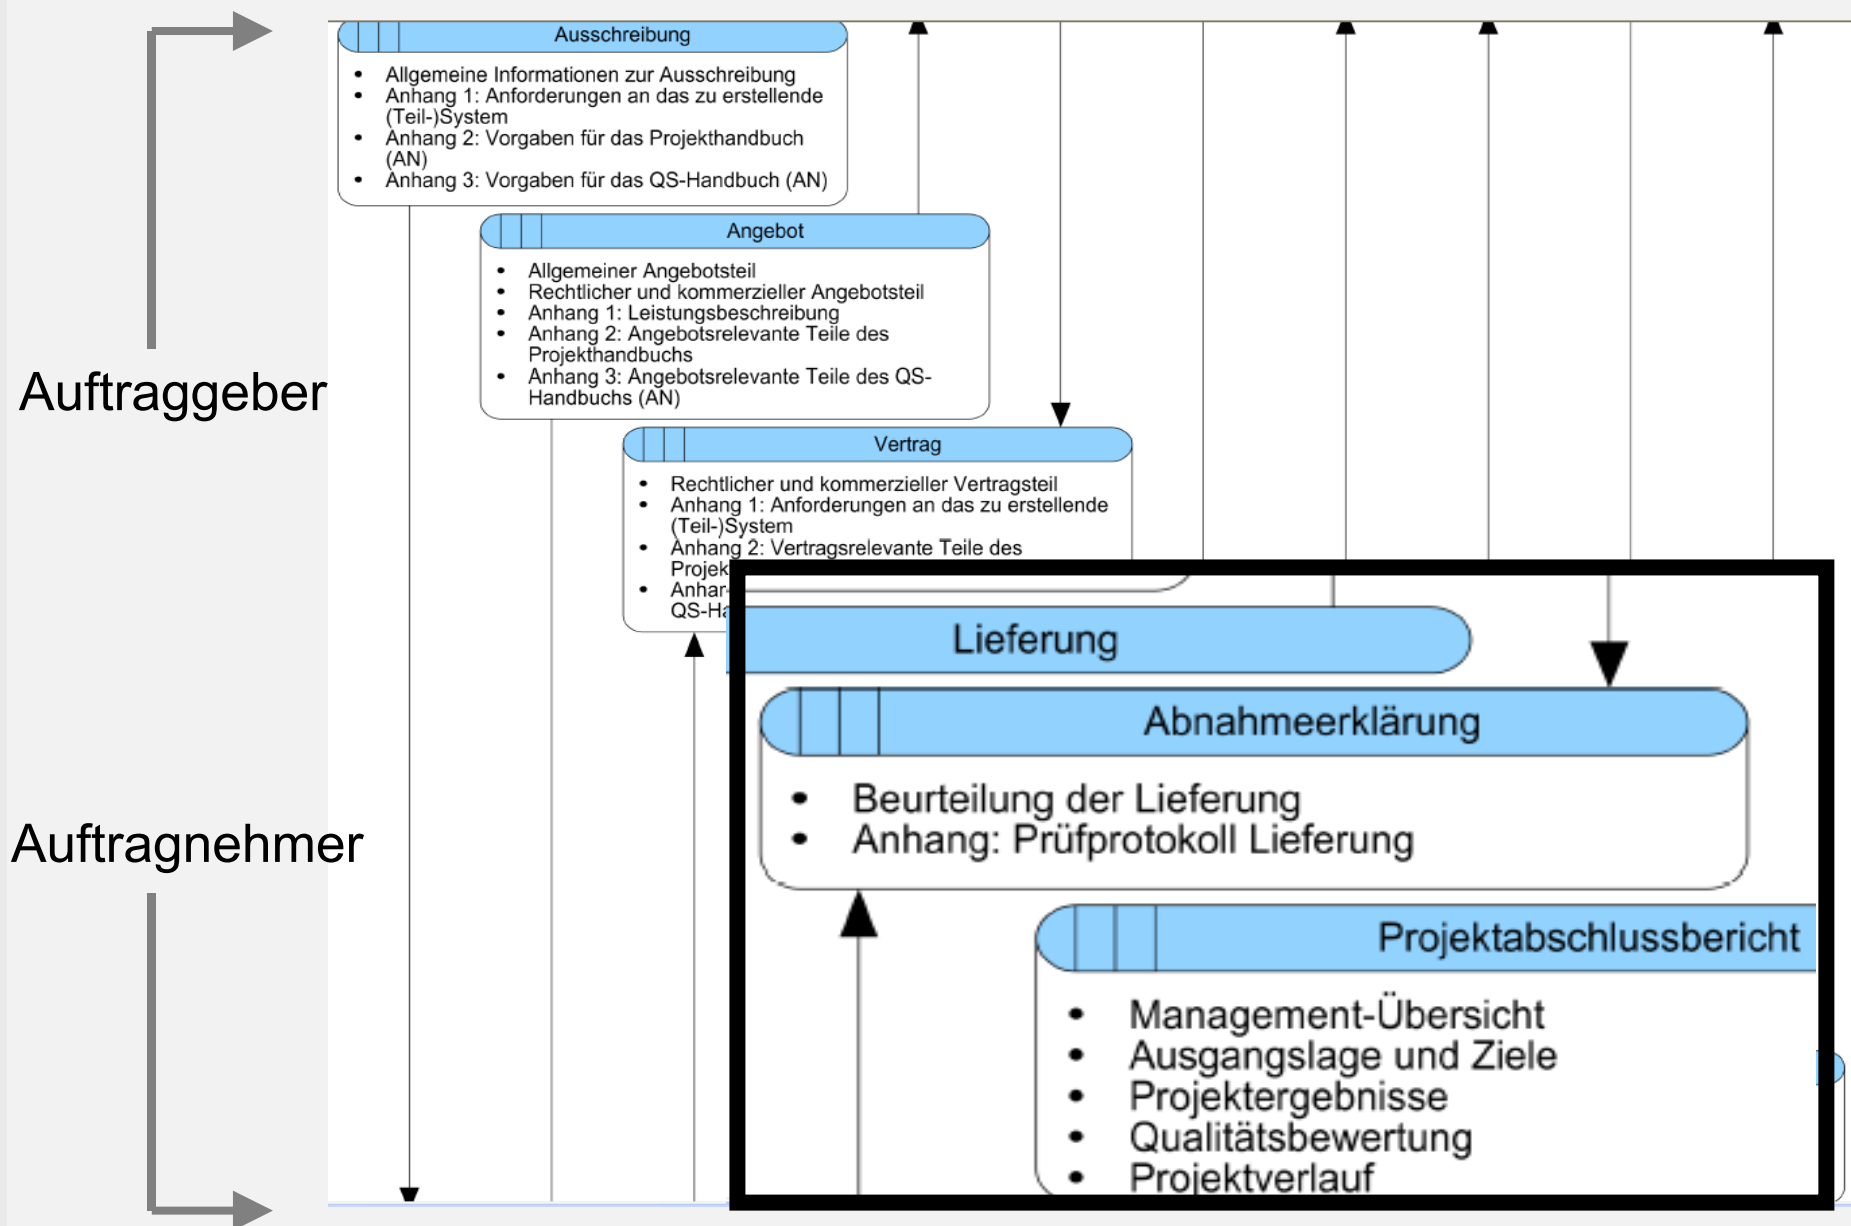 Ausschreibung
• Allgemeine Informationen zur Ausschreibung
• Anhang 1: Anforderungen an das zu erstellende
(Teil-)System
• Anhang 2: Vorgaben für das Projekthandbuch
(AN)
• Anhang 3: Vorgaben für das QS-Handbuch (AN)
Angebot
• Allgemeiner Angebotsteil
• Rechtlicher und kommerzieller Angebotsteil
• Anhang 1: Leistungsbeschreibung
• Anhang 2: Angebotsrelevante Teile des
Projekthandbuchs
• Anhang 3: Angebotsrelevante Teile des QS-
Handbuchs (AN)
Auftraggeber
Vertrag
• Rechtlicher und kommerzieller Vertragsteil
• Anhang 1: Anforderungen an das zu erstellende
(Teil-)System
• Anhang 2: Vertragsrelevante Teile des
Lieferung
Abnahmeerklärung
• Beurteilung der Lieferung
• Anhang: Prüfprotokoll Lieferung
Auftragnehmer
Projektabschlussbericht
• Management-Übersicht
• Ausgangslage und Ziele
• Projektergebnisse
• Qualitätsbewertung
• Projektverlauf